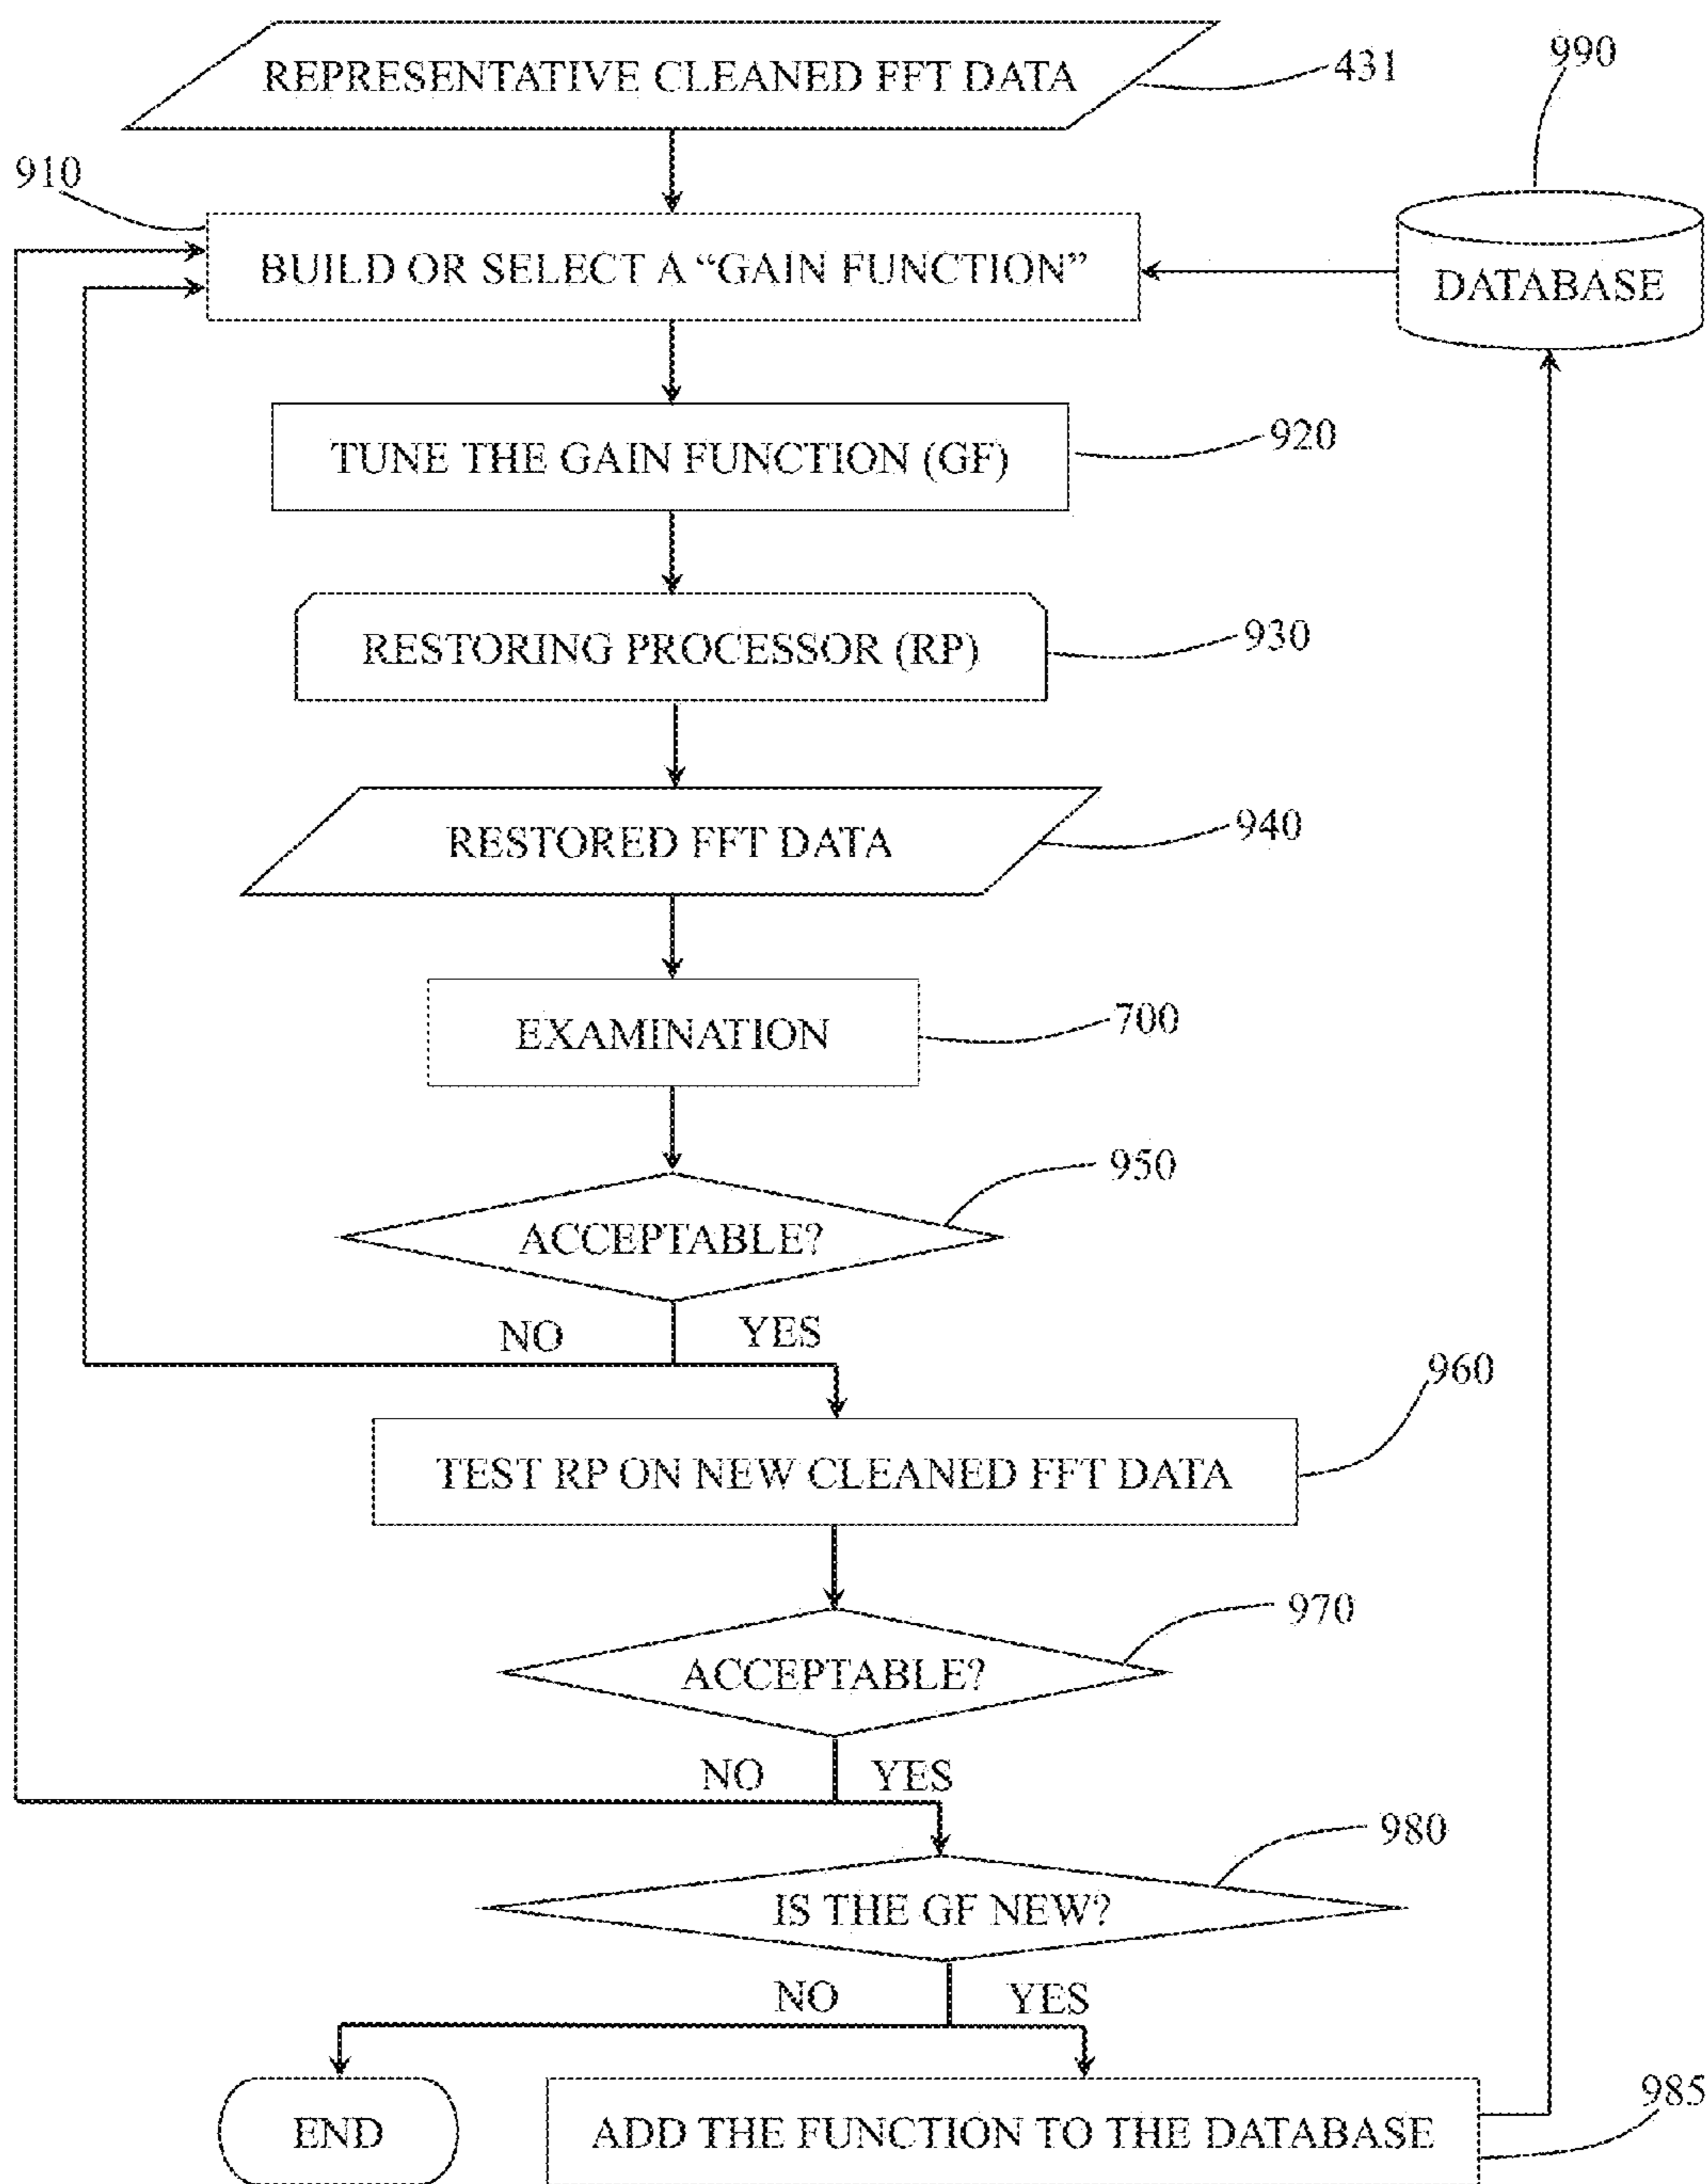 REPRESENTATIVE CLEANED FFT DATA
431
990
910
BUILD OR SELECT A “GAIN FUNCTION”
DATABASE
TUNE THE GAIN FUNCTION (GF)
920
RESTORING PROCESSOR (RP)
930
RESTORED FFT DATA
940
EXAMINATION
700
950
ACCEPTABLE?
NO
YES
960
TEST RP ON NEW CLEANED FFT DATA
970
ACCEPTABLE?
NO
YES
980
IS THE GF NEW?
NO
YES
985
END
ADD THE FUNCTION TO THE DATABASE